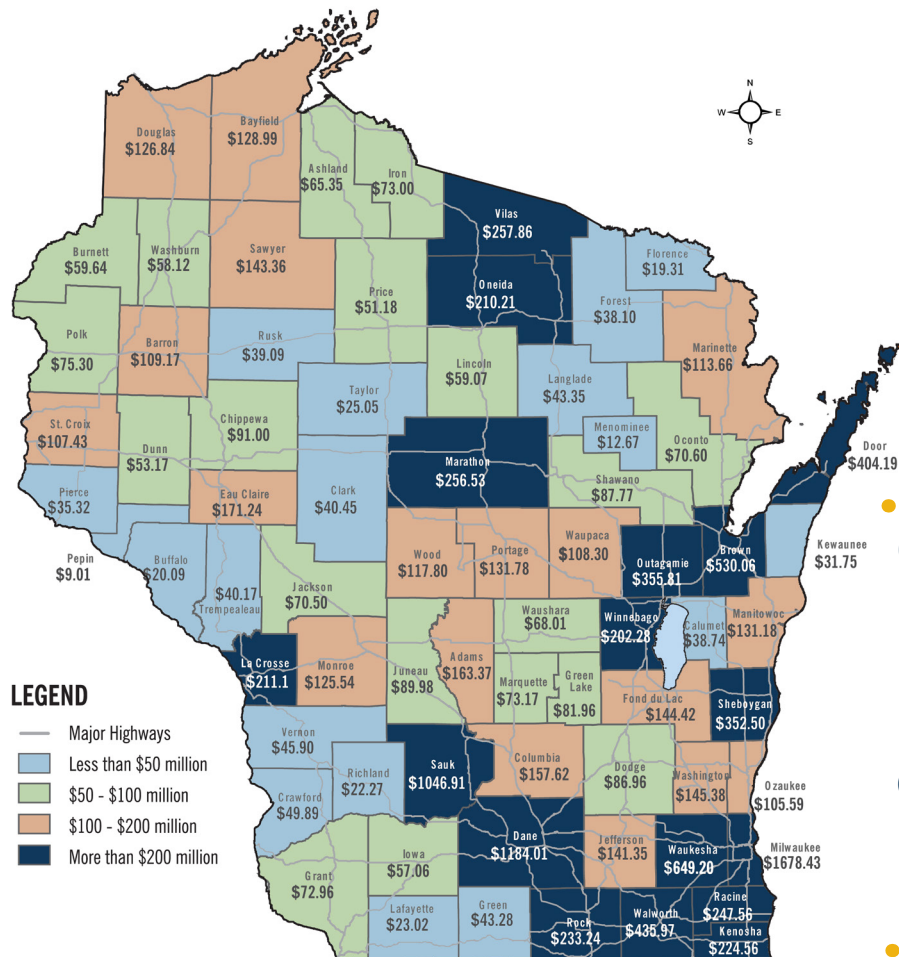 N
W E
S
Douglas
$126.84
Bayfield
$128.99
Ashland
$65.35
Iron
$73.00
Vilas
$257.86
Burnett
$59.64
Washburn
$58.12
Sawyer
$143.36
Oneida
$210.21
Florence
$19.31
Price
$51.18
Forest
$38.10
Polk
$75.30
Barron
$109.17
Rusk
$39.09
Marinette
$113.66
Lincoln
$59.07
Taylor
$25.05
Langlade
$43.35
St. Croix
$107.43
Chippewa
$91.00
Menominee
$12.67
Dunn
$53.17
Oconto
$70.60
Door
$404.19
Marathon
$256.53
Shawano
$87.77
Pierce
$35.32
Eau Claire
$171.24
Clark
$40.45
Pepin
$9.01
Buffalo
$20.09
$40.17
Trempealeau
Jackson
$70.50
Wood
$117.80
Portage
$131.78
Waupaca
$108.30
Outagamie
$355.81
Brown
$530.06
Kewaunee
$31.75
Waushara
$68.01
Winnebago
$202.28
Calumet
$38.74
Manitowoc
$131.18
La Crosse
$211.1
Monroe
$125.54
Juneau
$89.98
Adams
$163.37
Marquette
$73.17
Green
Lake
$81.96
Fond du Lac
$144.42
Sheboygan
$352.50
LEGEND
Major Highways
Less than $50 million
$50 - $100 million
$100 - $200 million
More than $200 million
Vernon
$45.90
Sauk
$1046.91
Columbia
$157.62
Dodge
$86.96
Washington
$145.38
Ozaukee
$105.59
Richland
$22.27
Crawford
$49.89
Dane
$1184.01
Jefferson
$141.35
Waukesha
$649.20
Milwaukee
$1678.43
Grant
$72.96
Iowa
$57.06
Lafayette
$23.02
Green
$43.28
Rock
$233.24
Walworth
$435.97
Racine
$247.56
Kenosha
$224.56